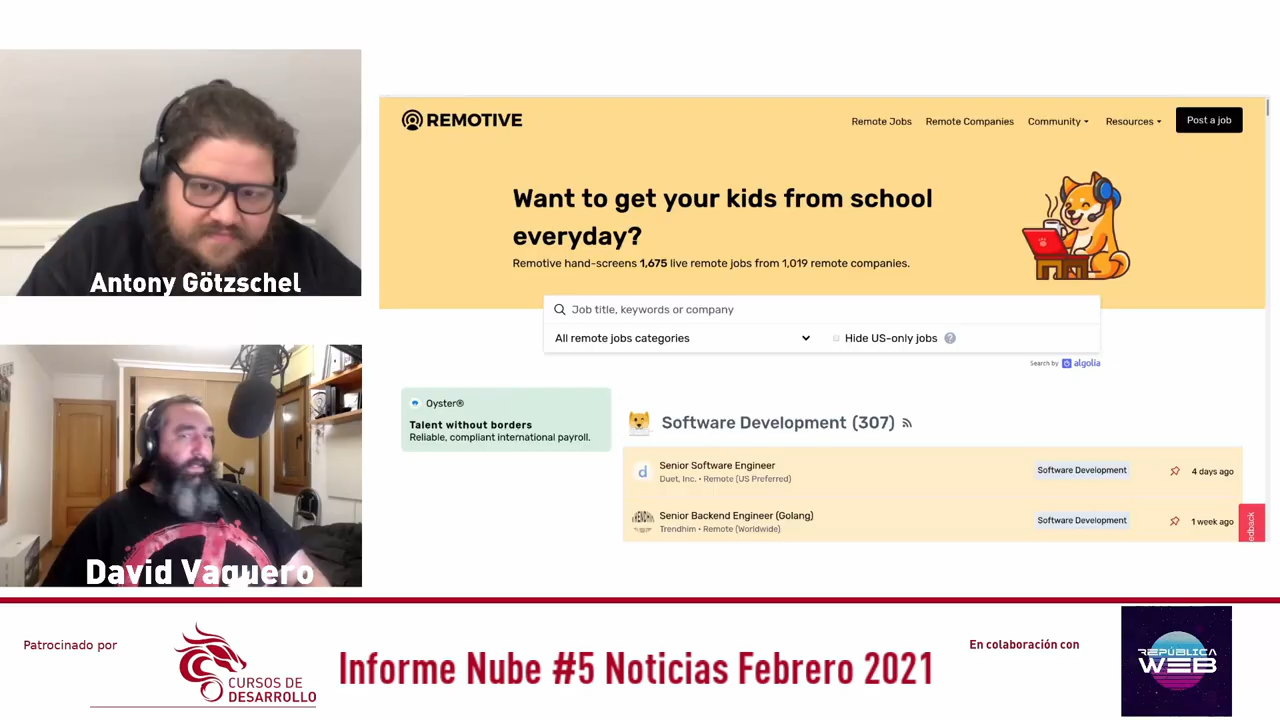 Antony Götzschel
David Vaquero
REMOTIVE
Remote Jobs
Remote Companies
Community
Resources
Post a job
Want to get your kids from school
everyday?
Remotive hand-screens 1,675 live remote jobs from 1,019 remote companies.
Job title, keywords or company
All remote jobs categories
Hide US-only jobs ?
Search by algolia
Oyster®
Talent without borders
Reliable, compliant international payroll.
Software Development (307)
d
Senior Software Engineer
Duet, Inc. • Remote (US Preferred)
Software Development
4 days ago
Senior Backend Engineer (Golang)
Trendhim • Remote (Worldwide)
Software Development
1 week ago
edback
Patrocinado por
CURSOS DE
DESARROLLO
Informe Nube #5 Noticias Febrero 2021
En colaboración con
REPÚBLICA
WEB